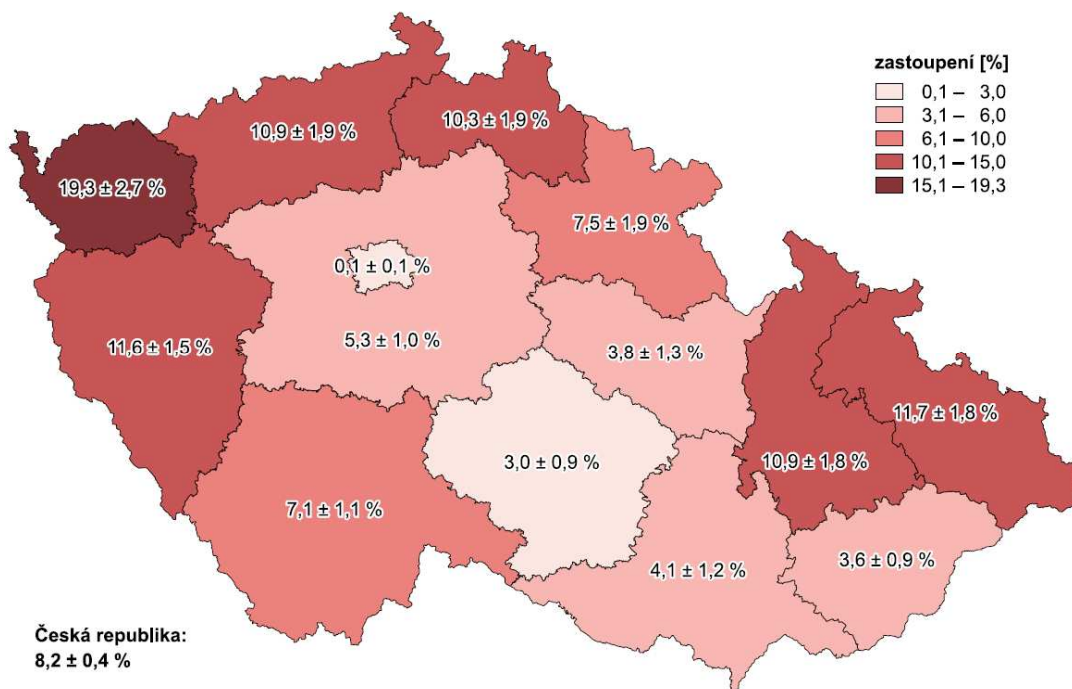 zastoupení [%]
0,1 – 3,0
3,1 – 6,0
6,1 – 10,0
10,1 – 15,0
15,1 – 19,3
10,9 ± 1,9 %
10,3 ± 1,9 %
19,3 ± 2,7 %
7,5 ± 1,9 %
0,1 ± 0,1 %
11,6 ± 1,5 %
5,3 ± 1,0 %
3,8 ± 1,3 %
11,7 ± 1,8 %
3,0 ± 0,9 %
10,9 ± 1,8 %
7,1 ± 1,1 %
4,1 ± 1,2 %
3,6 ± 0,9 %
Česká republika:
8,2 ± 0,4 %